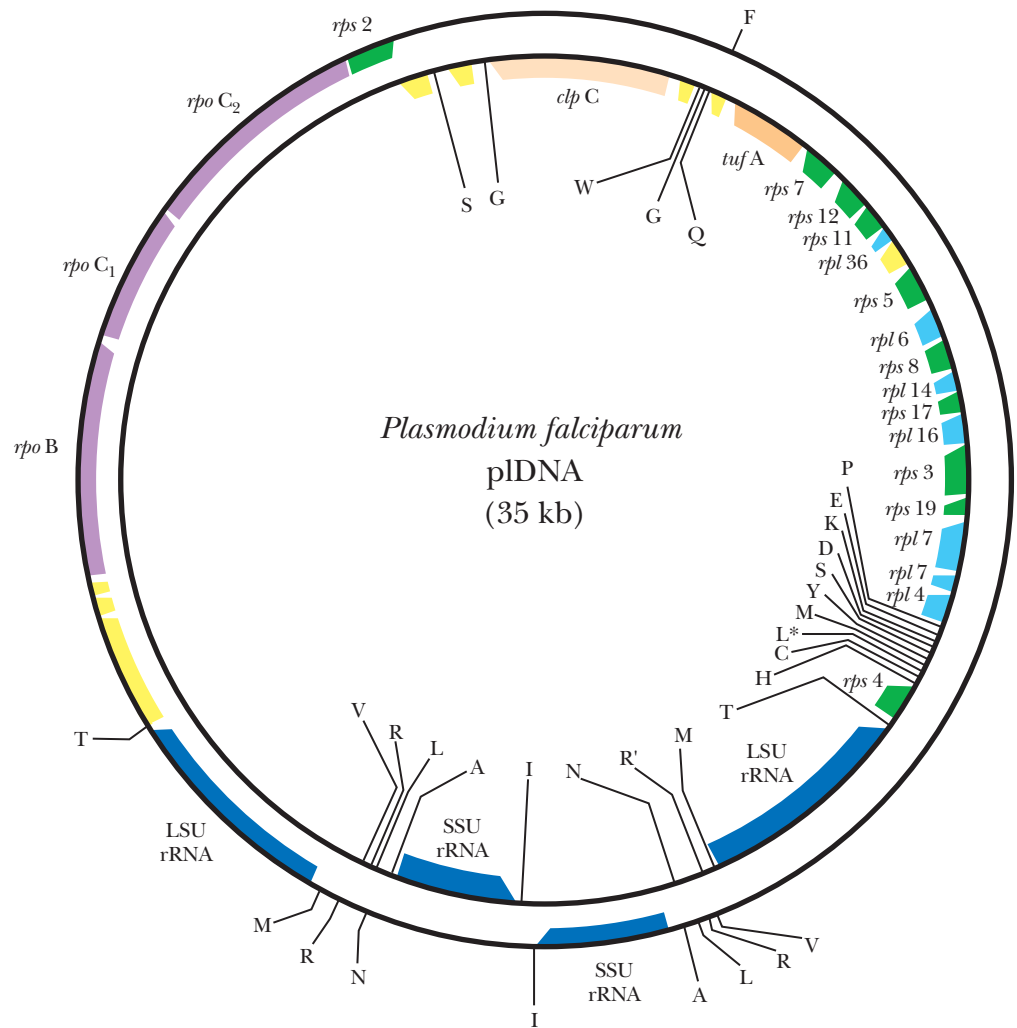 F
rps 2
rpo C2
clp C
tuf A
W
G
Q
S
G
rps 7
rps 12
rps 11
rpl 36
rps 5
rpl 6
rps 8
rpl 14
rps 17
rpl 16
rps 3
rps 19
rpl 7
rpl 7
rpl 4
rpo C1
rpo B
Plasmodium falciparum
plDNA
(35 kb)
P
E
K
D
S
Y
M
L*
C
H
T
rps 4
LSU
rRNA
M
R'
N
I
SSU
rRNA
A
L
R
V
T
LSU
rRNA
M
R
N
I
SSU
rRNA
A
L
R
V